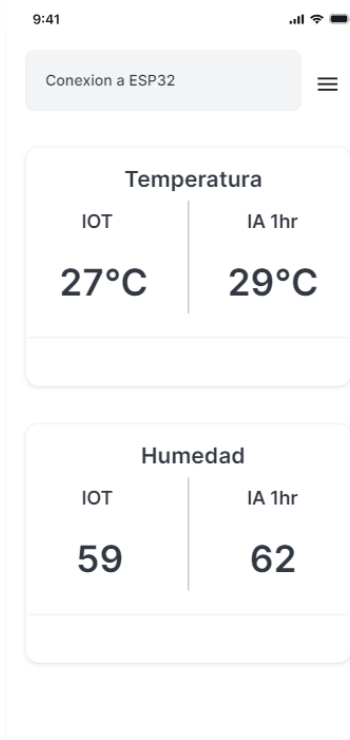 9:41
Conexion a ESP32
Temperatura
IOT IA 1hr
27°C 29°C
Humedad
IOT IA 1hr
59 62